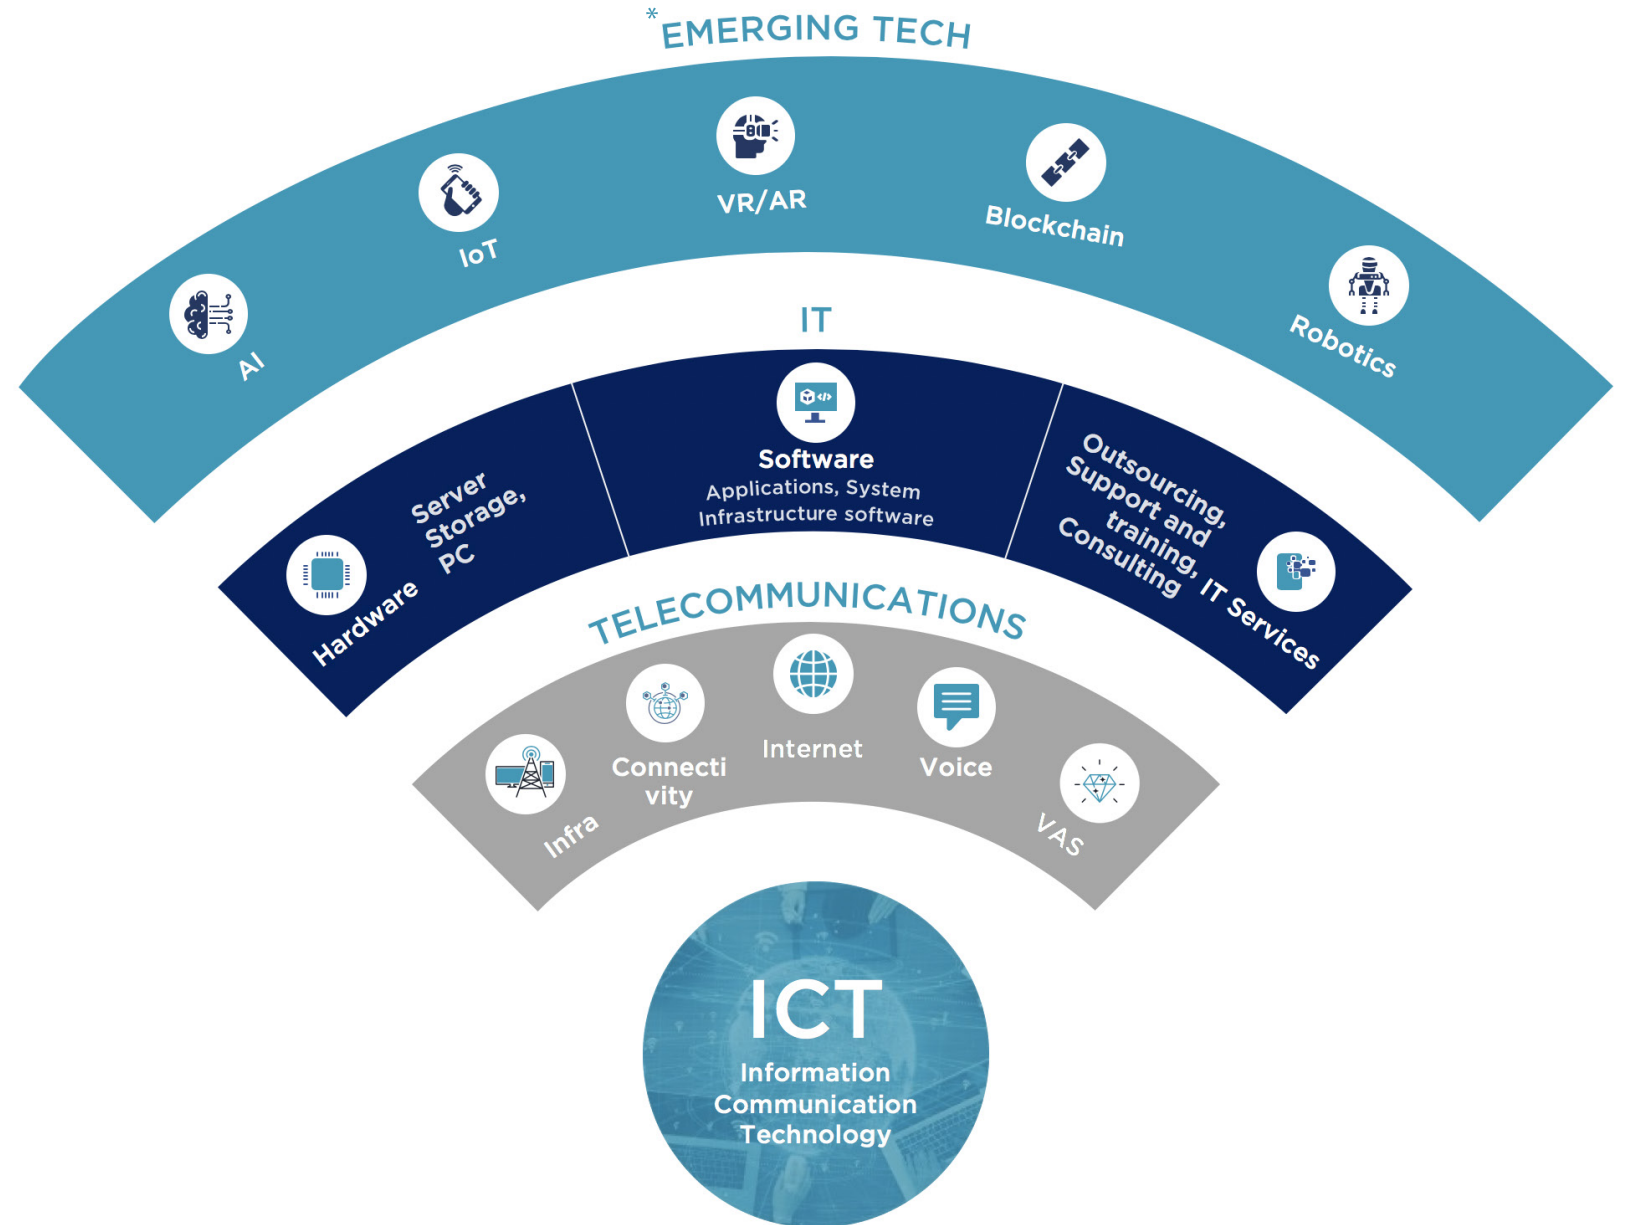 *EMERGING TECH
AI
IoT
VR/AR
Blockchain
Robotics
IT
Server
Storage,
PC
Hardware
Software
Applications, System
Infrastructure software
Outsourcing,
Support and
training,
Consulting
IT Services
TELECOMMUNICATIONS
Infra
Connecti
vity
Internet
Voice
VAS
ICT
Information
Communication
Technology